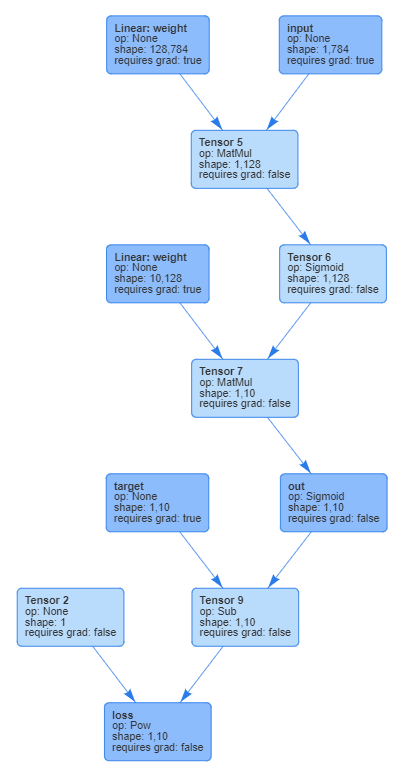 Linear: weight
op: None
shape: 128,784
requires grad: true
input
op: None
shape: 1,784
requires grad: true
Tensor 5
op: MatMul
shape: 1,128
requires grad: false
Linear: weight
op: None
shape: 10,128
requires grad: true
Tensor 6
op: Sigmoid
shape: 1,128
requires grad: false
Tensor 7
op: MatMul
shape: 1,10
requires grad: false
target
op: None
shape: 1,10
requires grad: true
out
op: Sigmoid
shape: 1,10
requires grad: false
Tensor 2
op: None
shape: 1
requires grad: false
Tensor 9
op: Sub
shape: 1,10
requires grad: false
loss
op: Pow
shape: 1,10
requires grad: false